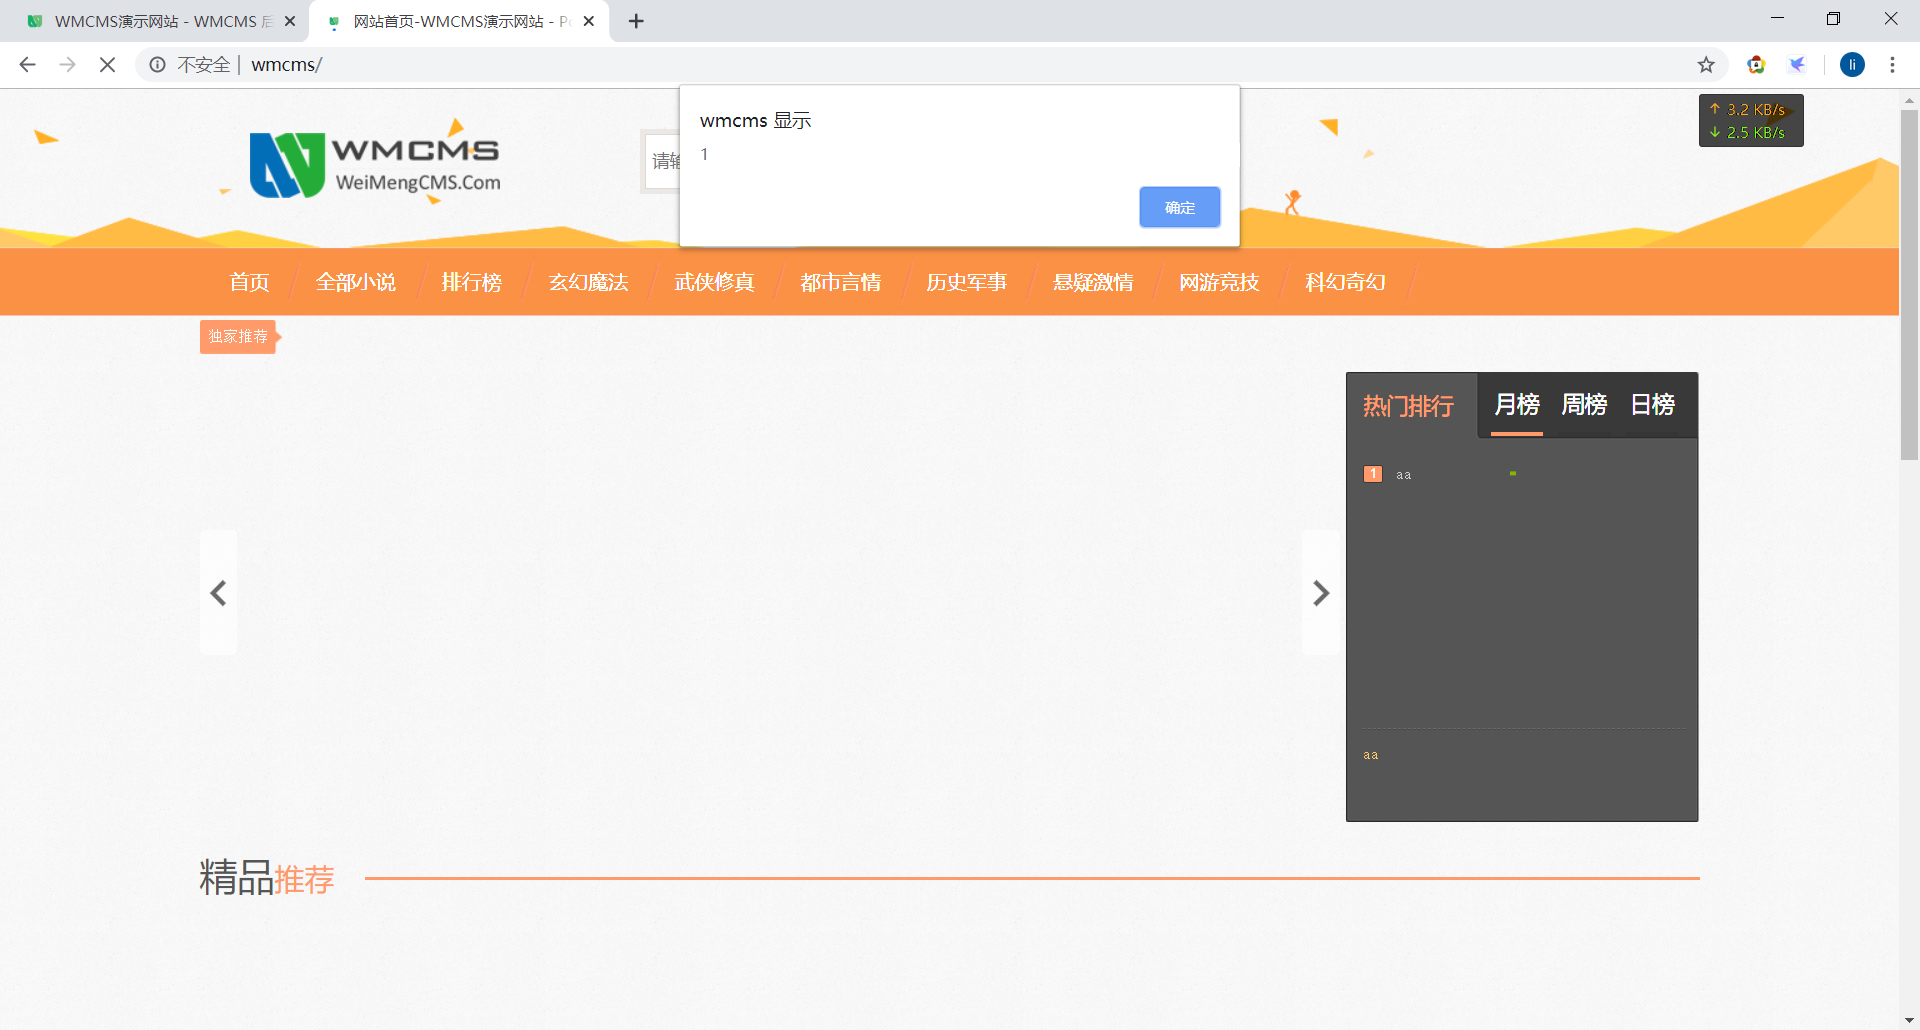 WMCMS演示网站 - WMCMS 后
网站首页-WMCMS演示网站 - P
不安全 | wmcms/
li
wmcms 显示
1
确定
↑ 3.2 KB/s
↓ 2.5 KB/s
WMCMS
WeiMengCMS.Com
请输
首页 全部小说 排行榜 玄幻魔法 武侠修真 都市言情 历史军事 悬疑激情 网游竞技 科幻奇幻
独家推荐
热门排行 月榜 周榜 日榜
1 aa
aa
精品推荐